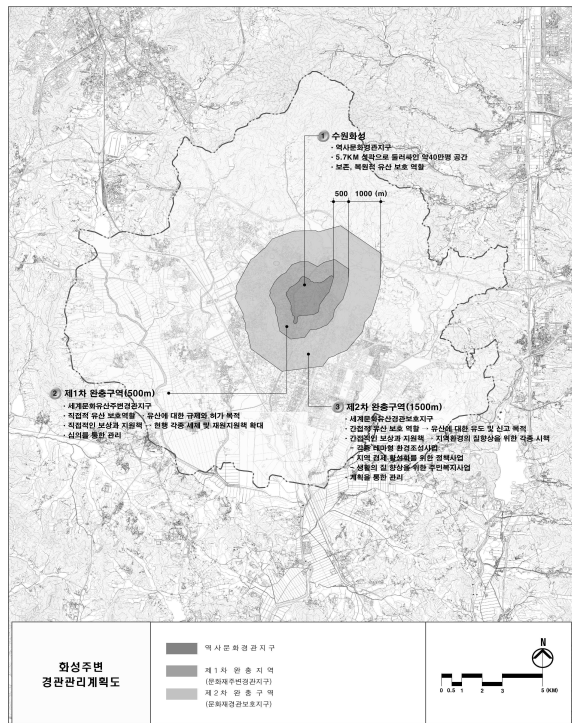 1 수원화성
· 역사문화경관지구
· 5.7KM 성곽으로 둘러싸인 약40만평 공간
· 보존, 복원적 유산 보호 역할
500 1000 (m)
2 제1차 완충구역(500m)
· 세계문화유산주변경관지구
· 직접적 유산 보호역할 → 유산에 대한 규제와 허가 목적
· 직접적인 보상과 지원책 → 현행 각종 세제 및 재원지원책 확대
· 심의를 통한 관리
3 제2차 완충구역(1500m)
· 세계문화유산경관보호지구
· 간접적 유산 보호 역할 → 유산에 대한 유도 및 신고 목적
· 간접적인 보상과 지원책 → 지역환경의 질향상을 위한 각종 시책
- 각종 테마형 환경조성사업
- 지역 경제 활성화를 위한 정책사업
- 생활의 질 향상을 위한 주민복지사업
· 계획을 통한 관리
화성주변
경관관리계획도
역사문화경관지구
제1차 완충지역
(문화재주변경관지구)
제2차 완충구역
(문화재경관보호지구)
N
0 0.5 1 2 3 5 (KM)